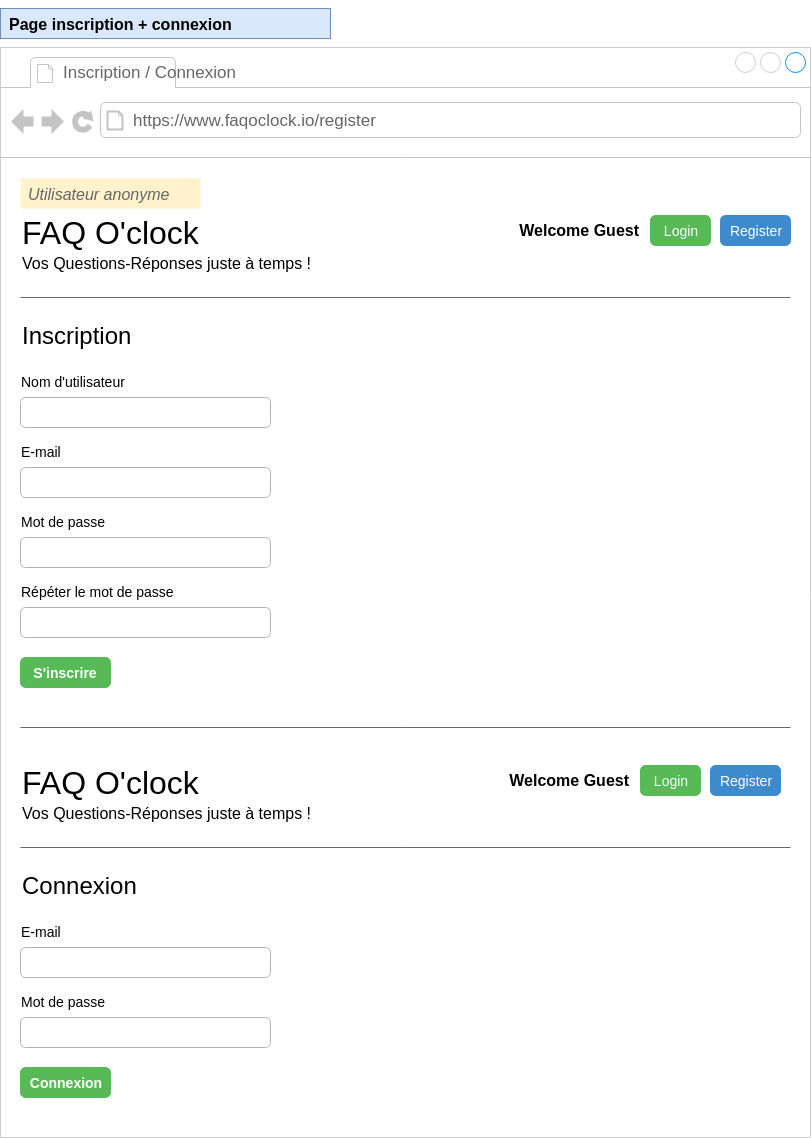 Page inscription + connexion
Inscription / Connexion
https://www.faqoclock.io/register
Utilisateur anonyme
FAQ O'clock
Welcome Guest Login Register
Vos Questions-Réponses juste à temps !
Inscription
Nom d'utilisateur
E-mail
Mot de passe
Répéter le mot de passe
S'inscrire
FAQ O'clock
Welcome Guest Login Register
Vos Questions-Réponses juste à temps !
Connexion
E-mail
Mot de passe
Connexion